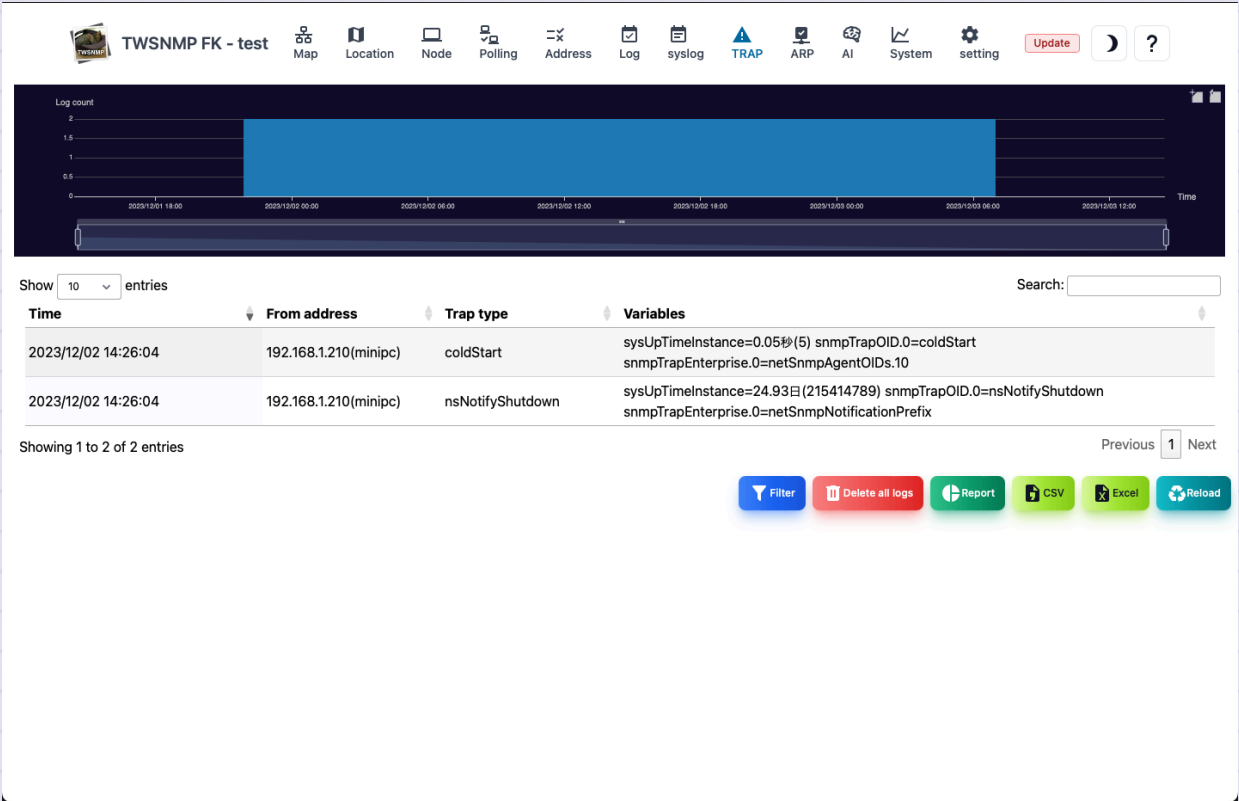 TWSNMP
TWSNMP FK - test
Map
Location
Node
Polling
Address
Log
syslog
TRAP
ARP
AI
System
setting
Update
?
Log count
2
1.5
1
0.5
0
2023/12/01 18:00
2023/12/02 00:00
2023/12/02 06:00
2023/12/02 12:00
2023/12/02 18:00
2023/12/03 00:00
2023/12/03 06:00
2023/12/03 12:00
Time
Show 10 entries
Search:
Time From address Trap type Variables
2023/12/02 14:26:04 192.168.1.210(minipc) coldStart sysUpTimeInstance=0.05秒(5) snmpTrapOID.0=coldStart
snmpTrapEnterprise.0=netSnmpAgentOIDs.10
2023/12/02 14:26:04 192.168.1.210(minipc) nsNotifyShutdown sysUpTimeInstance=24.93日(215414789) snmpTrapOID.0=nsNotifyShutdown
snmpTrapEnterprise.0=netSnmpNotificationPrefix
Showing 1 to 2 of 2 entries
Previous 1 Next
Filter
Delete all logs
Report
CSV
Excel
Reload